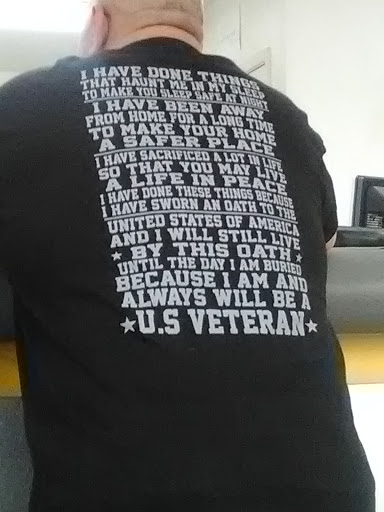 I HAVE DONE THINGS
THAT HAUNT ME IN MY SLEEP
TO MAKE YOU SLEEP SAFE AT NIGHT
I HAVE BEEN AWAY
FROM HOME FOR A LONG TIME
TO MAKE YOUR HOME
A SAFER PLACE
I HAVE SACRIFICED A LOT IN LIFE
SO THAT YOU MAY LIVE
A LIFE IN PEACE
I HAVE DONE THESE THINGS BECAUSE
I HAVE SWORN AN OATH TO THE
UNITED STATES OF AMERICA
AND I WILL STILL LIVE
★ BY THIS OATH ★
UNTIL THE DAY I AM BURIED
BECAUSE I AM AND
ALWAYS WILL BE A
★U.S VETERAN★